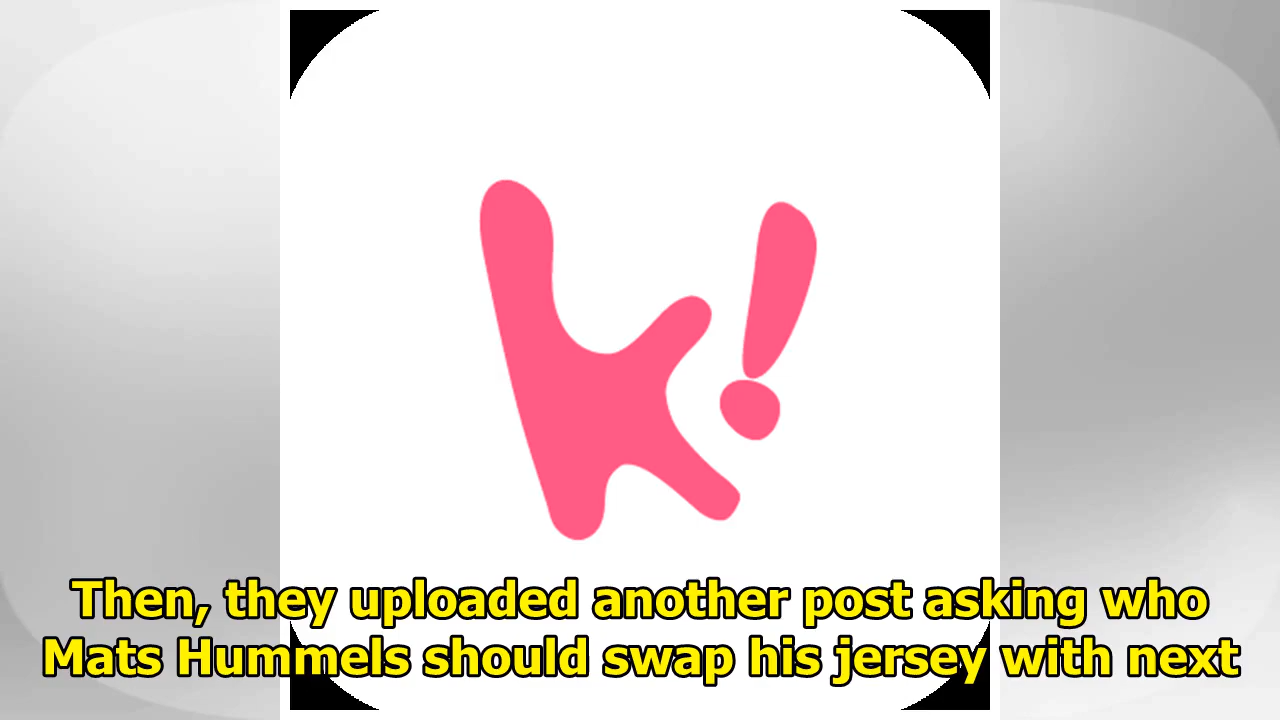 k!
Then, they uploaded another post asking who
Mats Hummels should swap his jersey with next